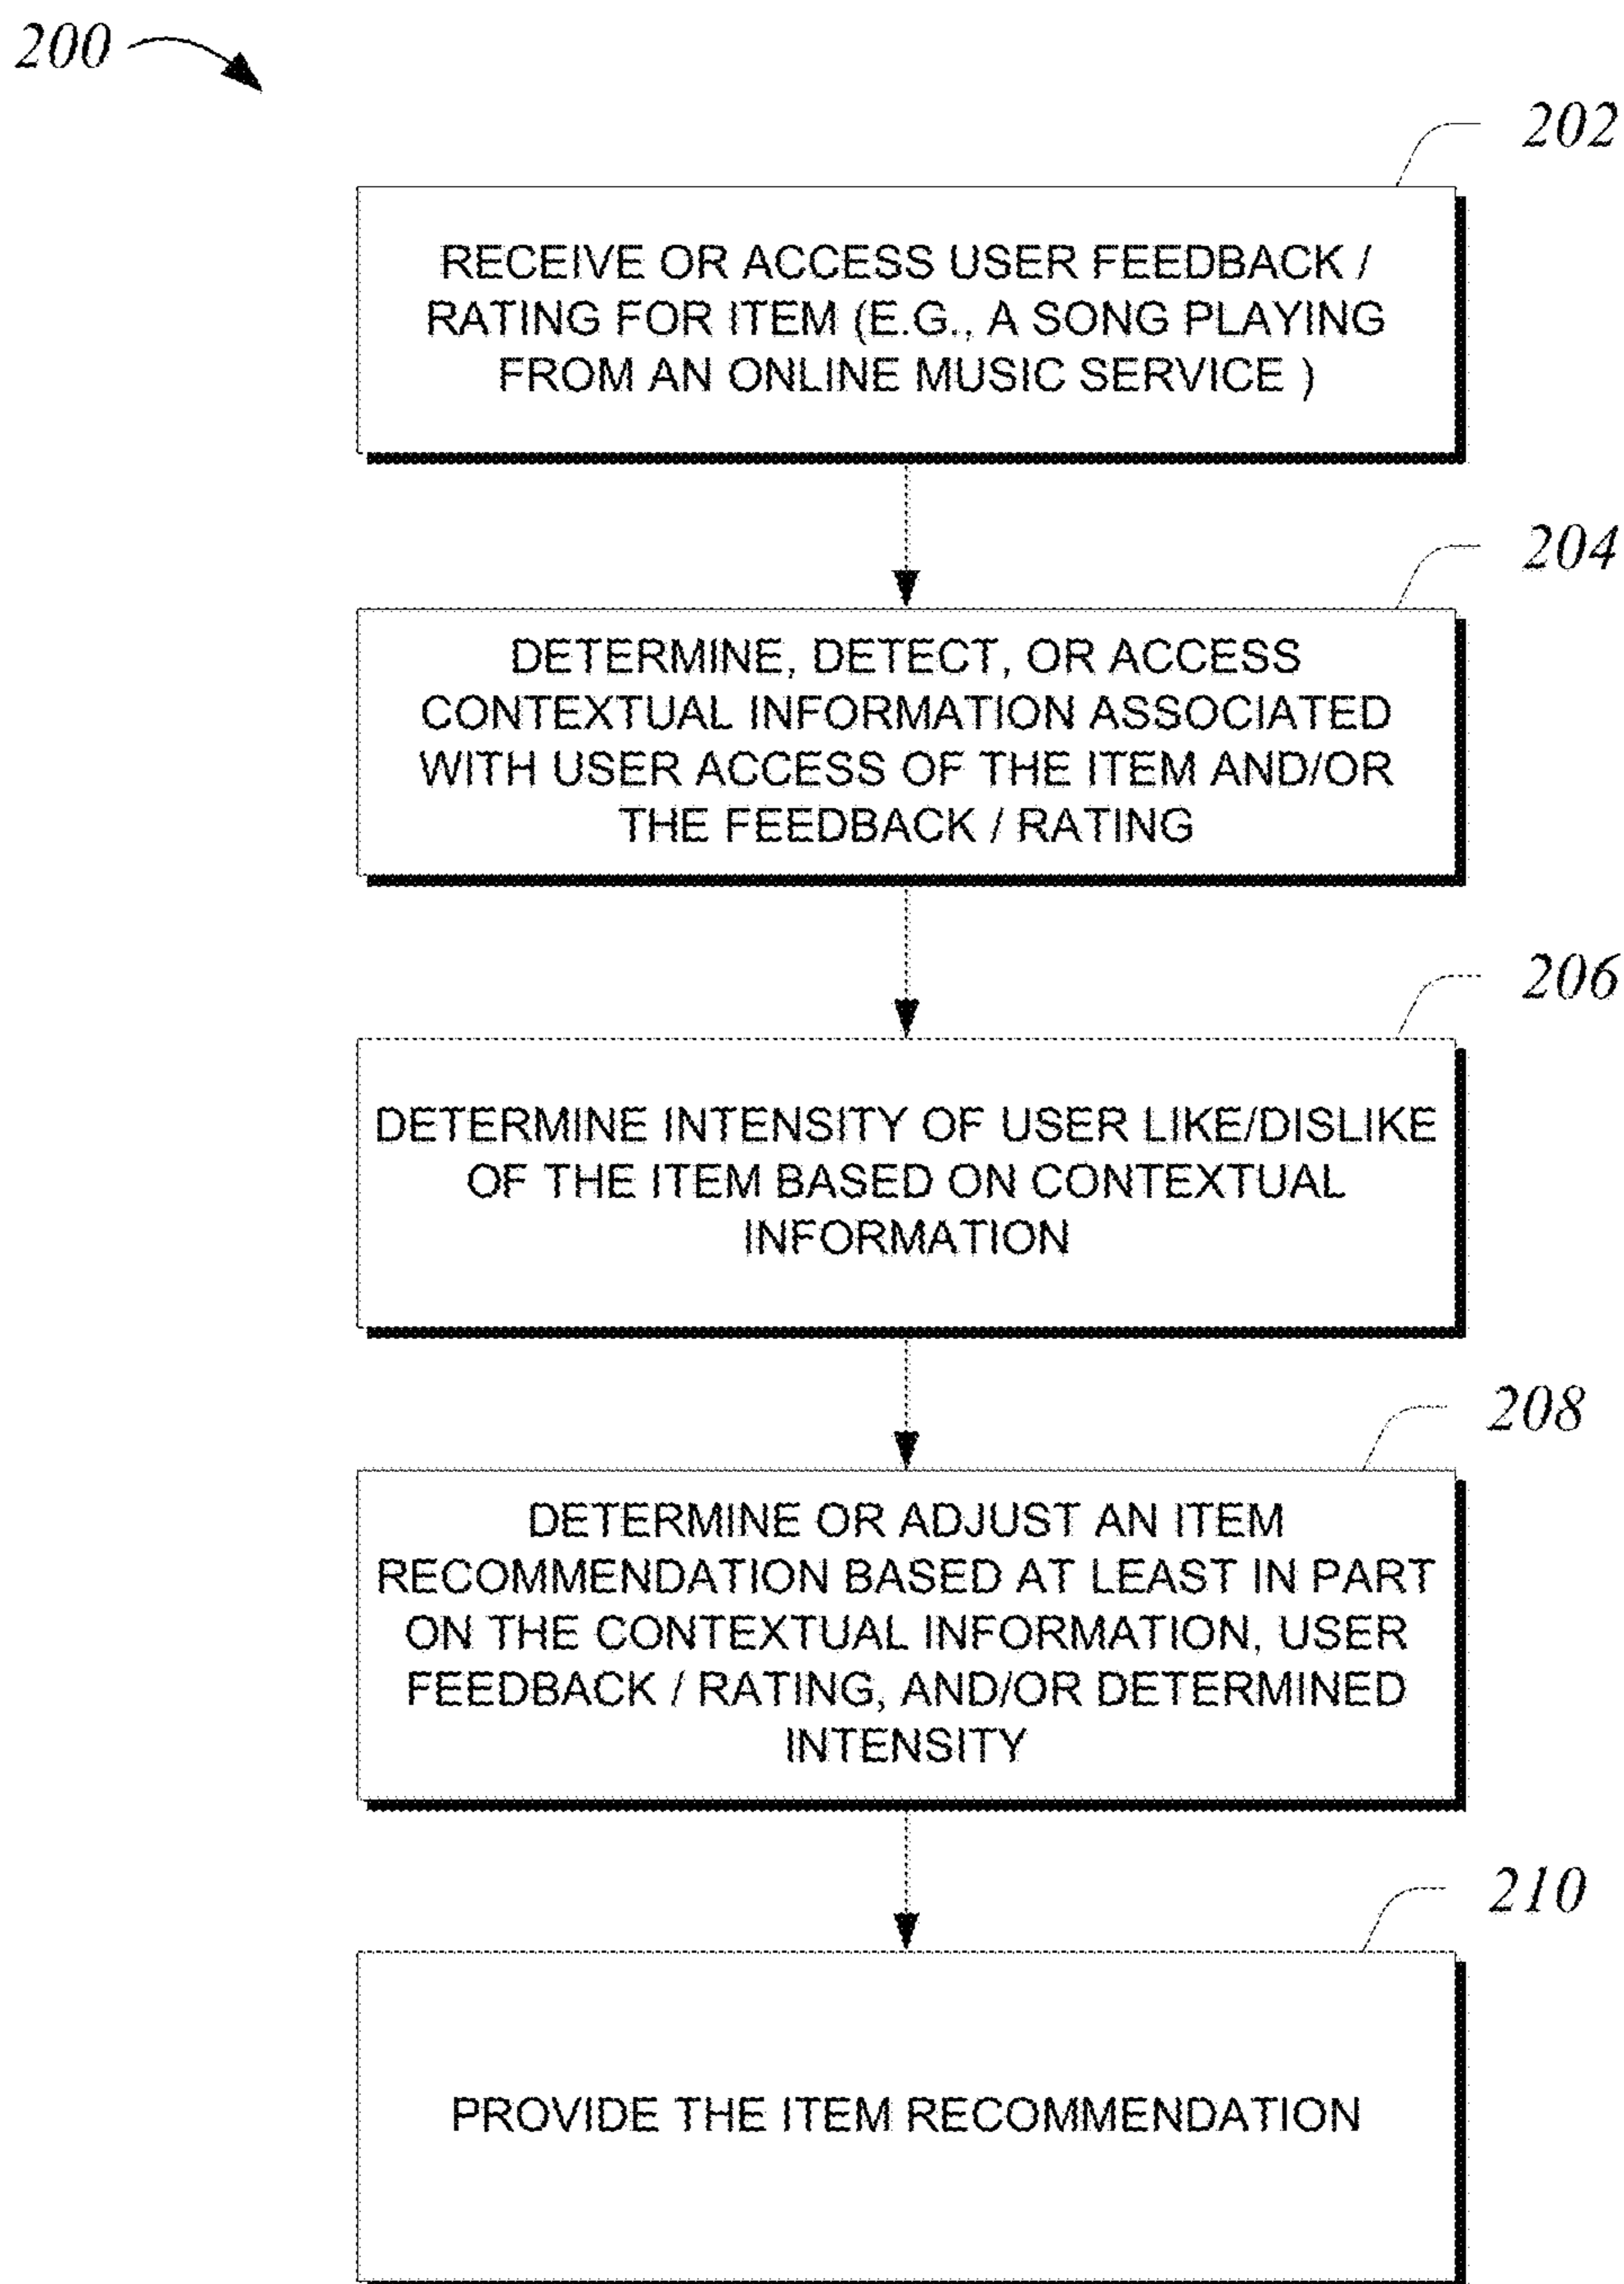 200
202
RECEIVE OR ACCESS USER FEEDBACK /
RATING FOR ITEM (E.G., A SONG PLAYING
FROM AN ONLINE MUSIC SERVICE )
204
DETERMINE, DETECT, OR ACCESS
CONTEXTUAL INFORMATION ASSOCIATED
WITH USER ACCESS OF THE ITEM AND/OR
THE FEEDBACK / RATING
206
DETERMINE INTENSITY OF USER LIKE/DISLIKE
OF THE ITEM BASED ON CONTEXTUAL
INFORMATION
208
DETERMINE OR ADJUST AN ITEM
RECOMMENDATION BASED AT LEAST IN PART
ON THE CONTEXTUAL INFORMATION, USER
FEEDBACK / RATING, AND/OR DETERMINED
INTENSITY
210
PROVIDE THE ITEM RECOMMENDATION